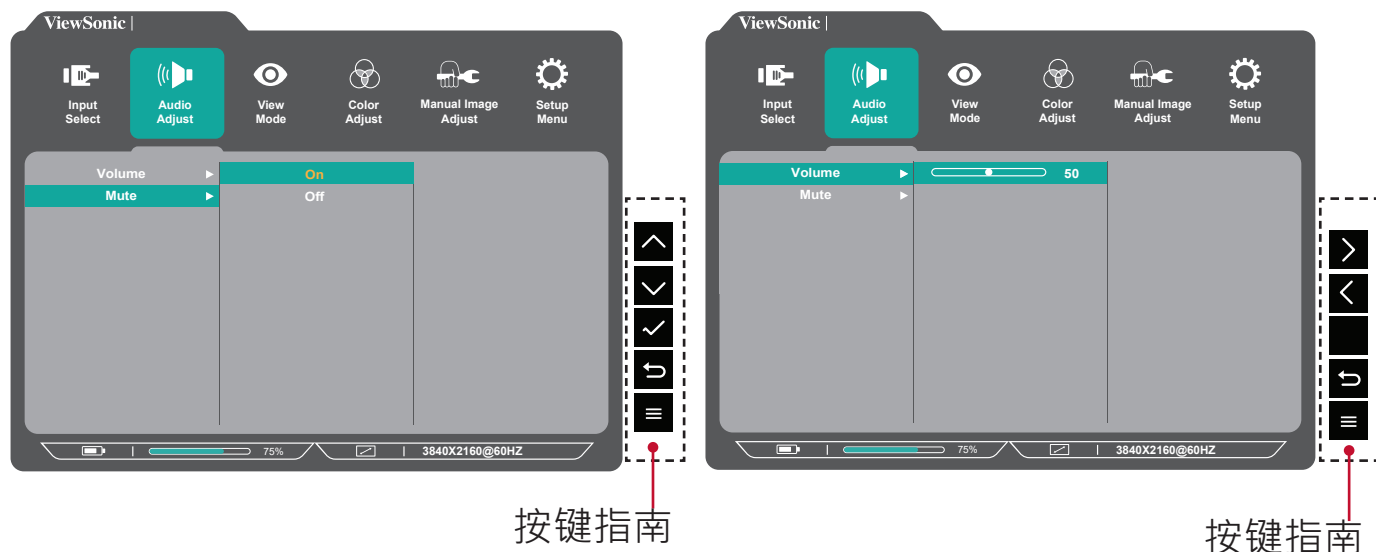 ViewSonic |
Input Select
Audio Adjust
View Mode
Color Adjust
Manual Image Adjust
Setup Menu
Volume
On
Mute
Off
75%
3840X2160@60HZ
按键指南
ViewSonic |
Input Select
Audio Adjust
View Mode
Color Adjust
Manual Image Adjust
Setup Menu
Volume
50
Mute
75%
3840X2160@60HZ
按键指南